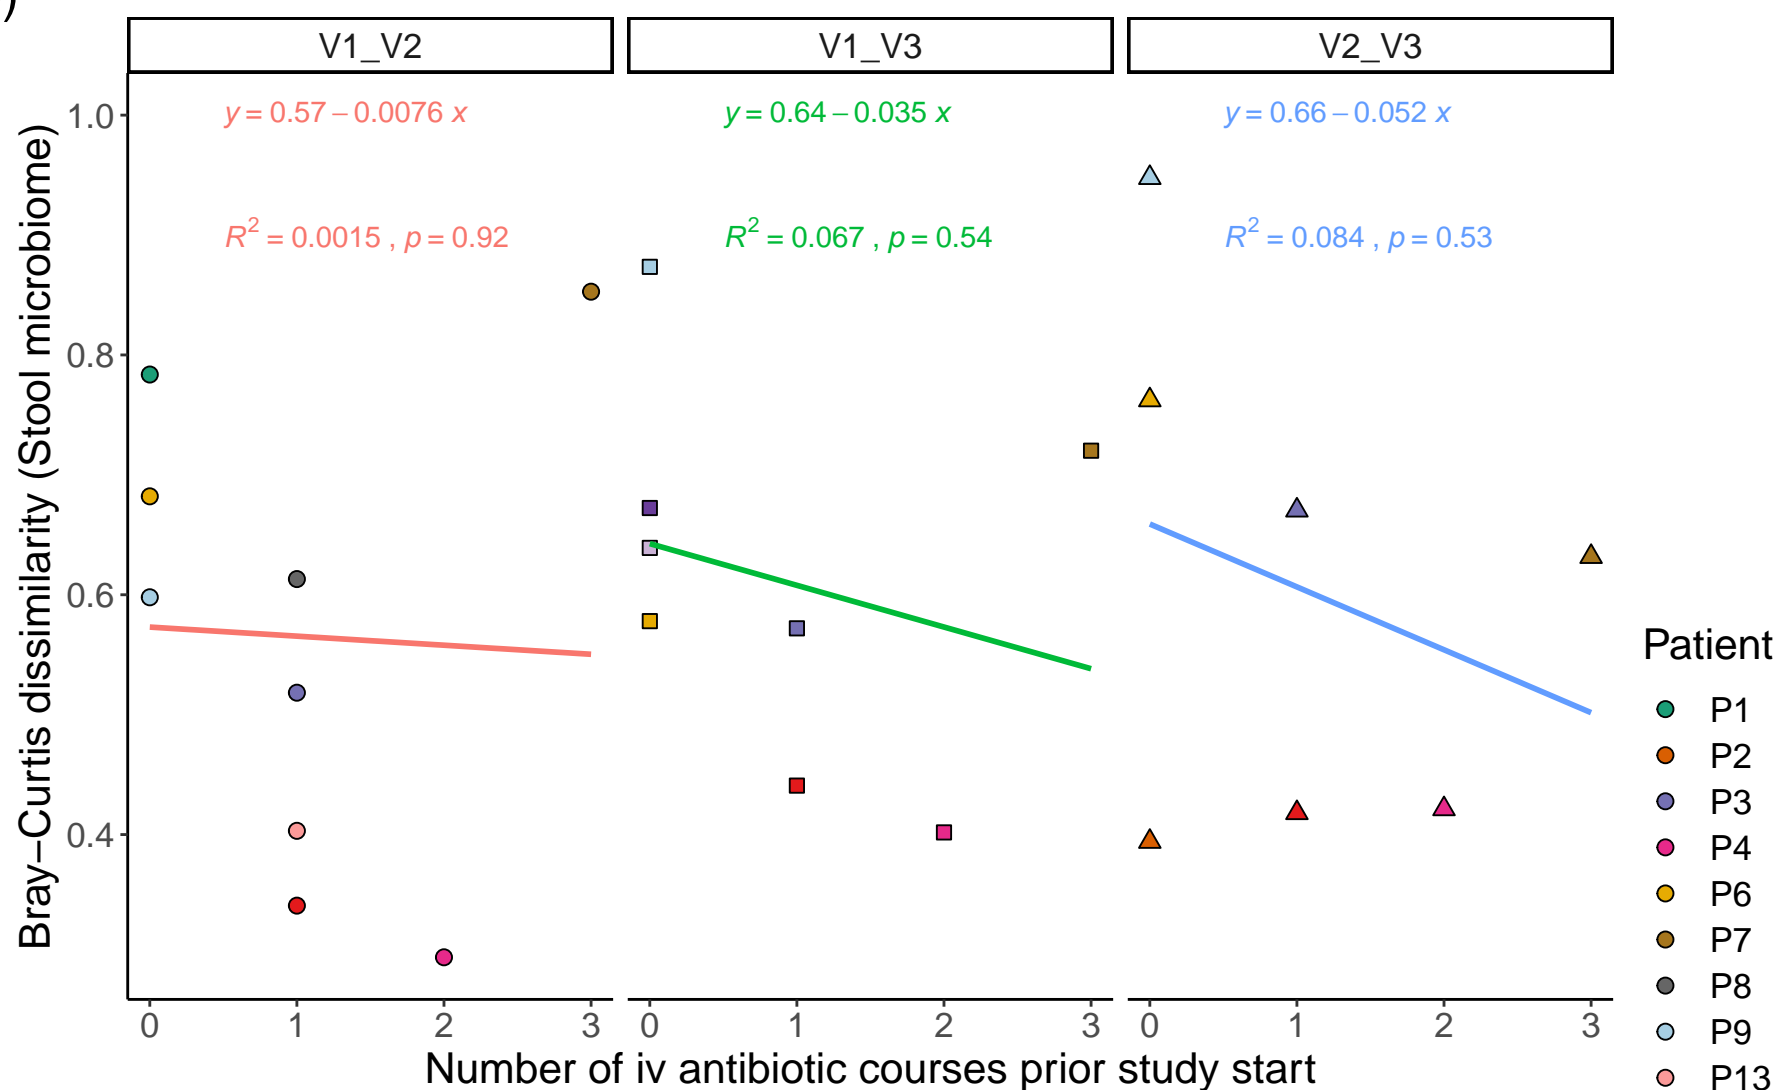 )
V1_V2 V1_V3 V2_V3
y = 0.57 – 0.0076 x y = 0.64 – 0.035 x y = 0.66 – 0.052 x
R² = 0.0015 , p = 0.92 R² = 0.067 , p = 0.54 R² = 0.084 , p = 0.53
1.0
0.8
0.6
0.4
Bray–Curtis dissimilarity (Stool microbiome)
0 1 2 3 0 1 2 3 0 1 2 3
Number of iv antibiotic courses prior study start
Patient
P1
P2
P3
P4
P6
P7
P8
P9
P13